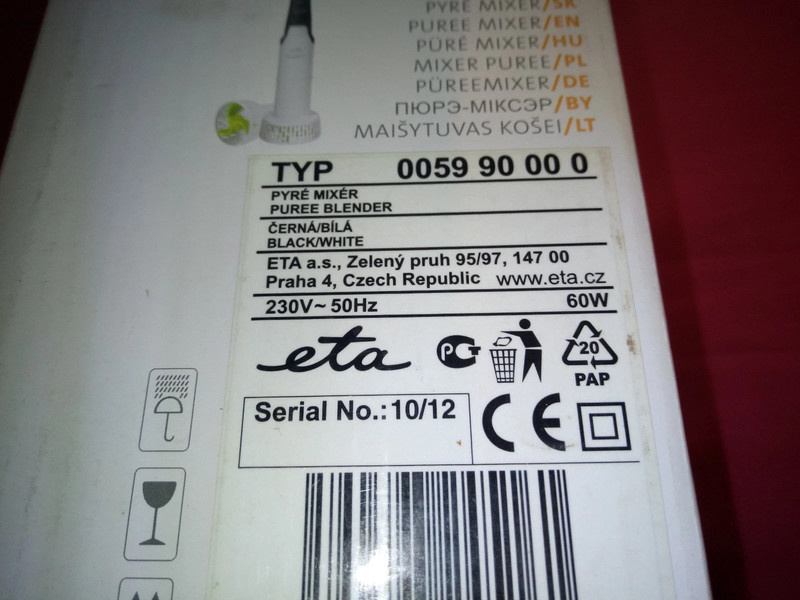 PYRÉ MIXÉR/SK
PUREE MIXER/EN
PÜRÉ MIXER/HU
MIXER PUREE/PL
PÜREEMIXER/DE
ПЮРЭ-МІКСЭР/BY
MAIŠYTUVAS KOŠEI/LT
TYP 0059 90 00 0
PYRÉ MIXÉR
PUREE BLENDER
ČERNÁ/BÍLÁ
BLACK/WHITE
ETA a.s., Zelený pruh 95/97, 147 00
Praha 4, Czech Republic www.eta.cz
230V~ 50Hz 60W
eta
РСТ
20
PAP
Serial No.:10/12
CE